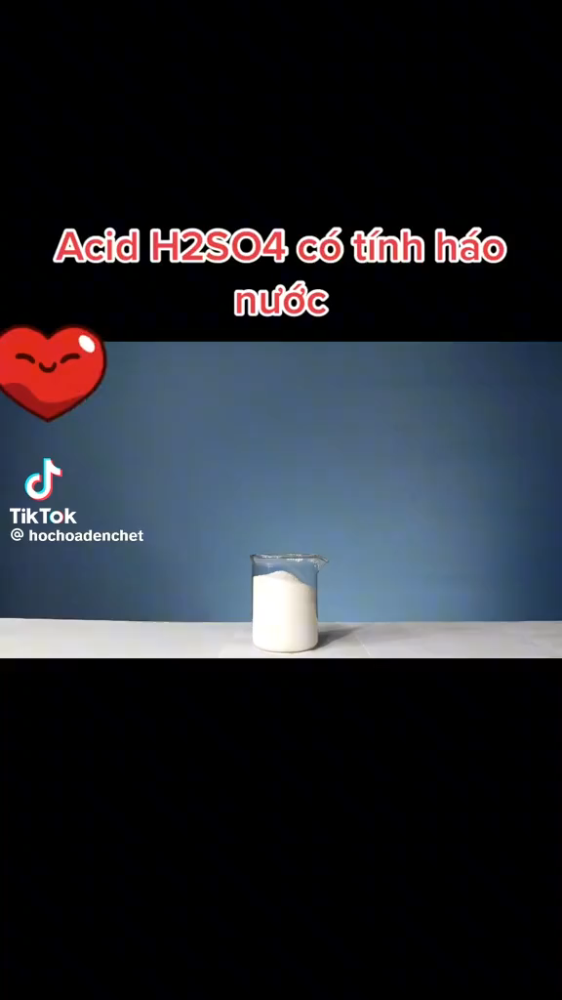 Acid H2SO4 có tính háo
nước
TikTok
@ hochoadenchet